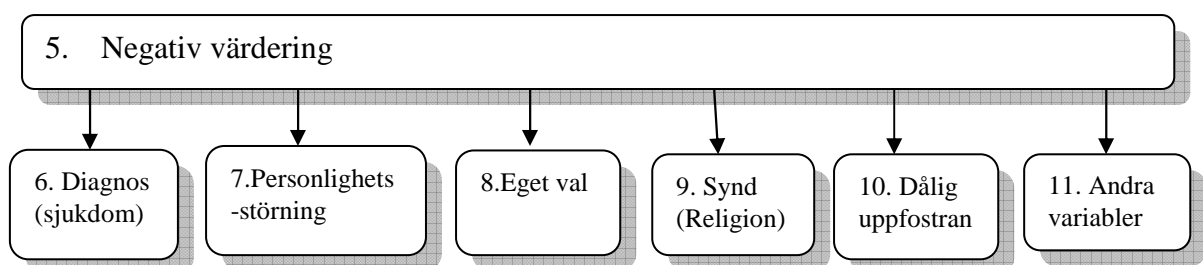 5. Negativ värdering
6. Diagnos
(sjukdom)
7.Personlighets
-störning
8.Eget val
9. Synd
(Religion)
10. Dålig
uppfostran
11. Andra
variabler